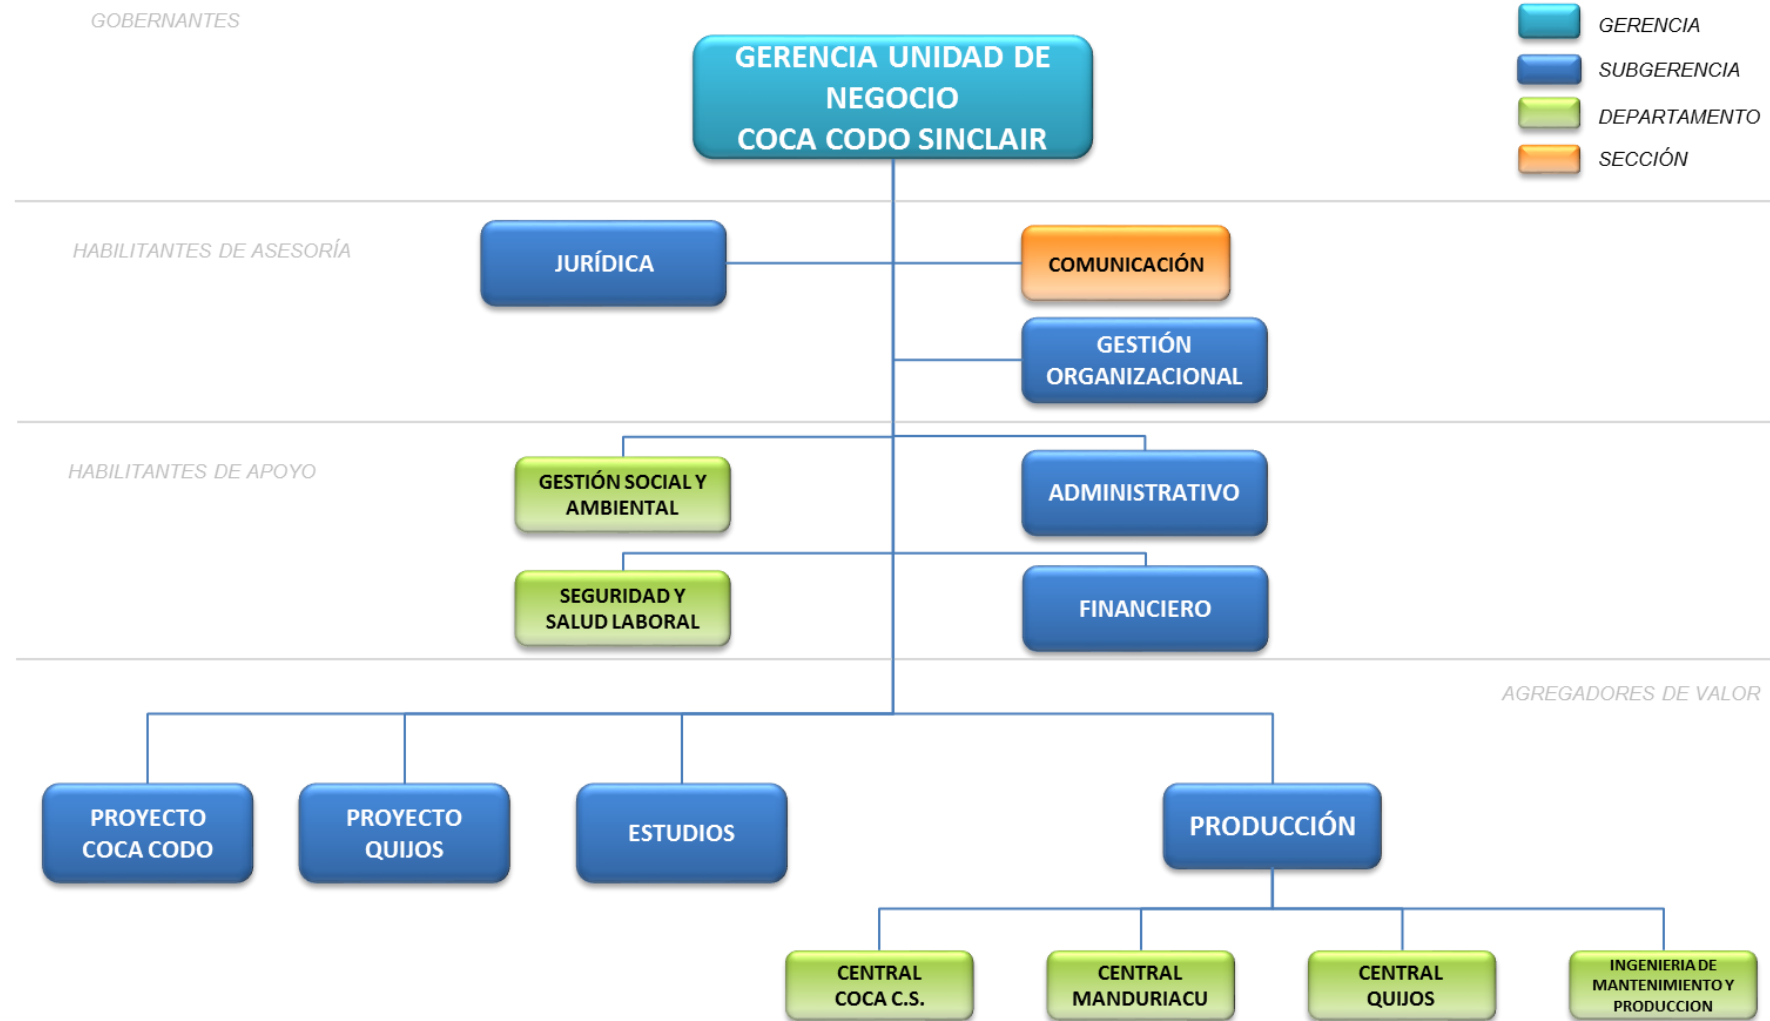 GOBERNANTES
GERENCIA UNIDAD DE
NEGOCIO
COCA CODO SINCLAIR
GERENCIA
SUBGERENCIA
DEPARTAMENTO
SECCIÓN
HABILITANTES DE ASESORÍA
JURÍDICA
COMUNICACIÓN
GESTIÓN
ORGANIZACIONAL
HABILITANTES DE APOYO
GESTIÓN SOCIAL Y
AMBIENTAL
ADMINISTRATIVO
SEGURIDAD Y
SALUD LABORAL
FINANCIERO
AGREGADORES DE VALOR
PROYECTO
COCA CODO
PROYECTO
QUIJOS
ESTUDIOS
PRODUCCIÓN
CENTRAL
COCA C.S.
CENTRAL
MANDURIACU
CENTRAL
QUIJOS
INGENIERIA DE
MANTENIMIENTO Y
PRODUCCION